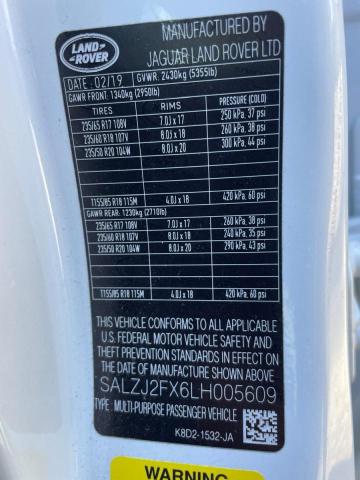 LAND ROVER
MANUFACTURED BY
JAGUAR LAND ROVER LTD
DATE: 02/19 GVWR: 2430kg (5355lb)
GAWR FRONT: 1340kg (2950lb)
TIRES RIMS PRESSURE (COLD)
235/65 R17 108V 7.0J x 17 250 kPa, 37 psi
235/60 R18 107V 8.0J x 18 260 kPa, 38 psi
235/50 R20 104W 8.0J x 20 300 kPa, 44 psi
T155/85 R18 115M 4.0J x 18 420 kPa, 60 psi
GAWR REAR: 1230kg (2710lb)
235/65 R17 108V 7.0J x 17 260 kPa, 38 psi
235/60 R18 107V 8.0J x 18 240 kPa, 35 psi
235/50 R20 104W 8.0J x 20 290 kPa, 43 psi
T155/85 R18 115M 4.0J x 18 420 kPa, 60 psi
THIS VEHICLE CONFORMS TO ALL APPLICABLE
U.S. FEDERAL MOTOR VEHICLE SAFETY AND
THEFT PREVENTION STANDARDS IN EFFECT ON THE
DATE OF MANUFACTURE SHOWN ABOVE.
SALZJ2FX6LH005609
TYPE: MULTI-PURPOSE PASSENGER VEHICLE
K8D2-1532-JA
WARNING